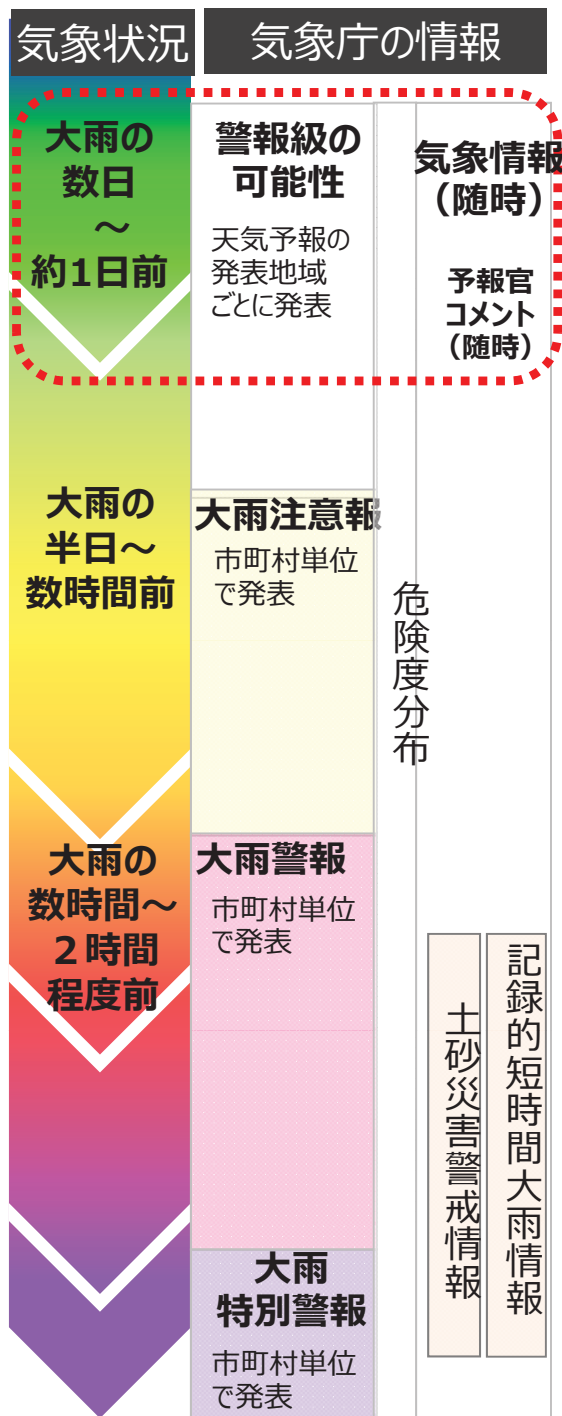 気象状況
気象庁の情報
大雨の
数日
～
約1日前
警報級の
可能性
天気予報の
発表地域
ごとに発表
気象情報
（随時）
予報官
コメント
（随時）
大雨の
半日～
数時間前
大雨注意報
市町村単位
で発表
危険度分布
大雨の
数時間～
２時間
程度前
大雨警報
市町村単位
で発表
土砂災害警戒情報
記録的短時間大雨情報
大雨
特別警報
市町村単位
で発表